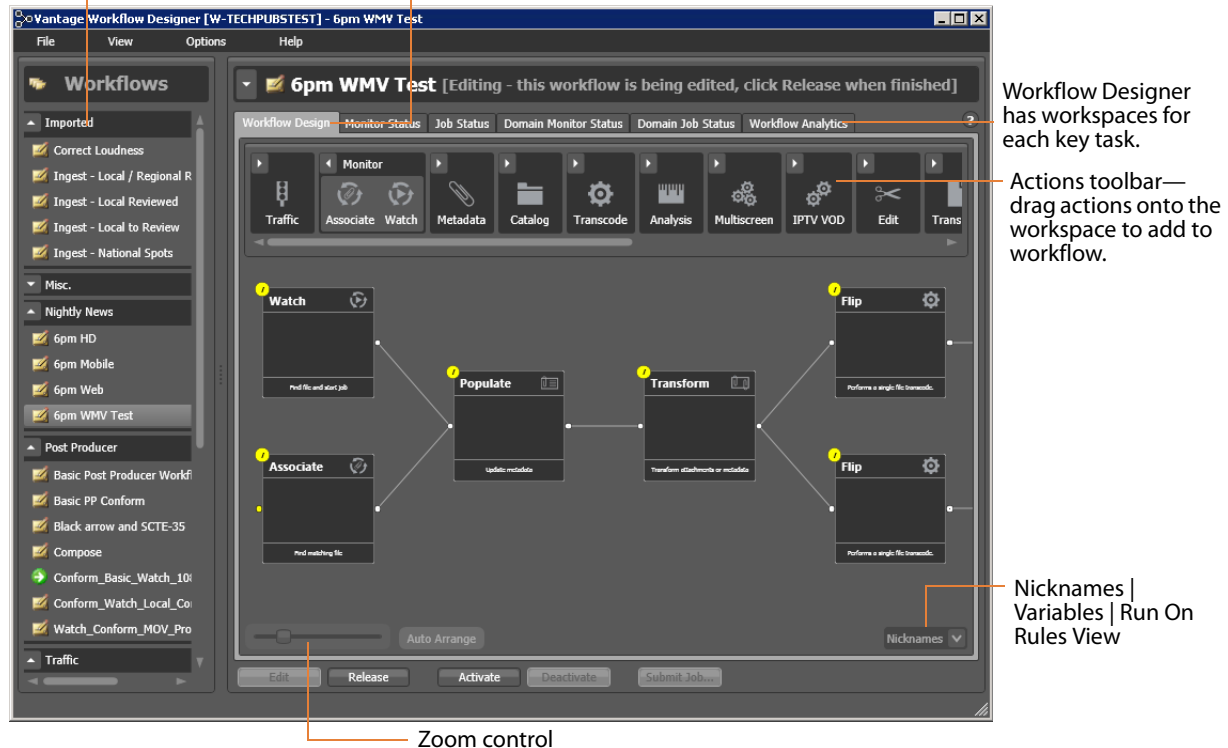 Vantage Workflow Designer [W-TECHPUBSTEST] - 6pm WMV Test
File View Options Help
Workflows
Imported
Correct Loudness
Ingest - Local / Regional R
Ingest - Local Reviewed
Ingest - Local to Review
Ingest - National Spots
Misc.
Nightly News
6pm HD
6pm Mobile
6pm Web
6pm WMV Test
Post Producer
Basic Post Producer Workfl
Basic PP Conform
Black arrow and SCTE-35
Compose
Conform_Basic_Watch_108
Conform_Watch_Local_Co
Watch_Conform_MOV_Pro
Traffic
6pm WMV Test [Editing - this workflow is being edited, click Release when finished]
Workflow Design Monitor Status Job Status Domain Monitor Status Domain Job Status Workflow Analytics ?
Monitor
Traffic Associate Watch Metadata Catalog Transcode Analysis Multiscreen IPTV VOD Edit Trans
Watch
Find file and start job
Associate
Find matching file
Populate
Update metadata
Transform
Transform attachments or metadata
Flip
Performs a single file transcode.
Flip
Performs a single file transcode.
Auto Arrange
Nicknames
Edit Release Activate Deactivate Submit Job...
Workflow Designer
has workspaces for
each key task.
Actions toolbar—
drag actions onto the
workspace to add to
workflow.
Nicknames |
Variables | Run On
Rules View
Zoom control